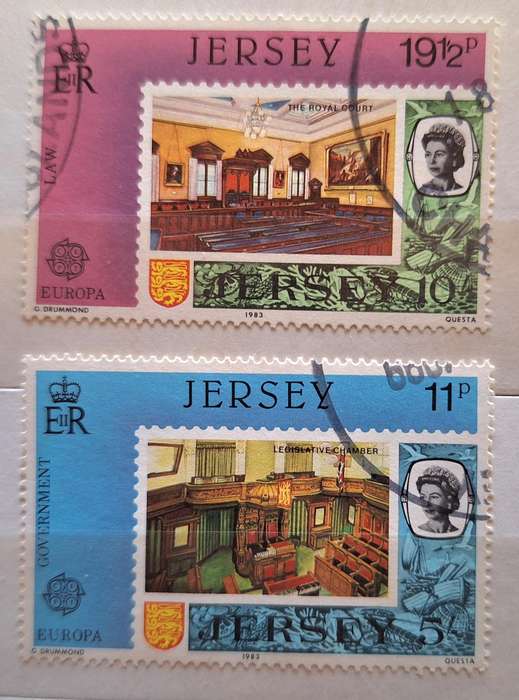 EIIR
JERSEY
19½P
LAW
THE ROYAL COURT
EUROPA
JERSEY 10/-
G. DRUMMOND
1983
QUESTA
EIIR
JERSEY
11P
GOVERNMENT
LEGISLATIVE CHAMBER
EUROPA
JERSEY 5/-
G. DRUMMOND
1983
QUESTA